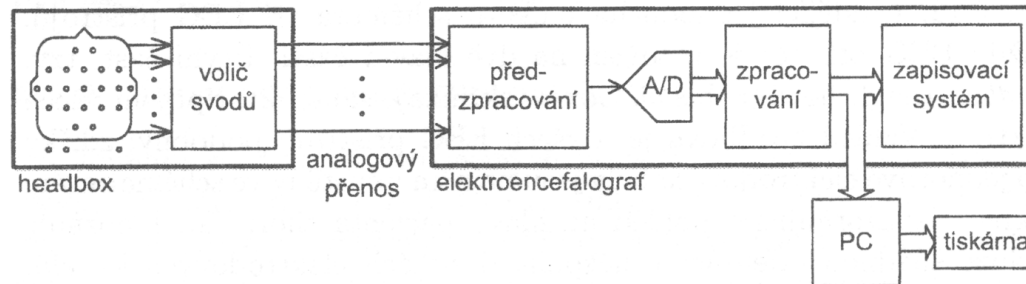 volič
svodů
headbox
analogový
přenos
před-
zpracování
A/D
zpraco-
vání
zapisovací
systém
elektroencefalograf
PC
tiskárna